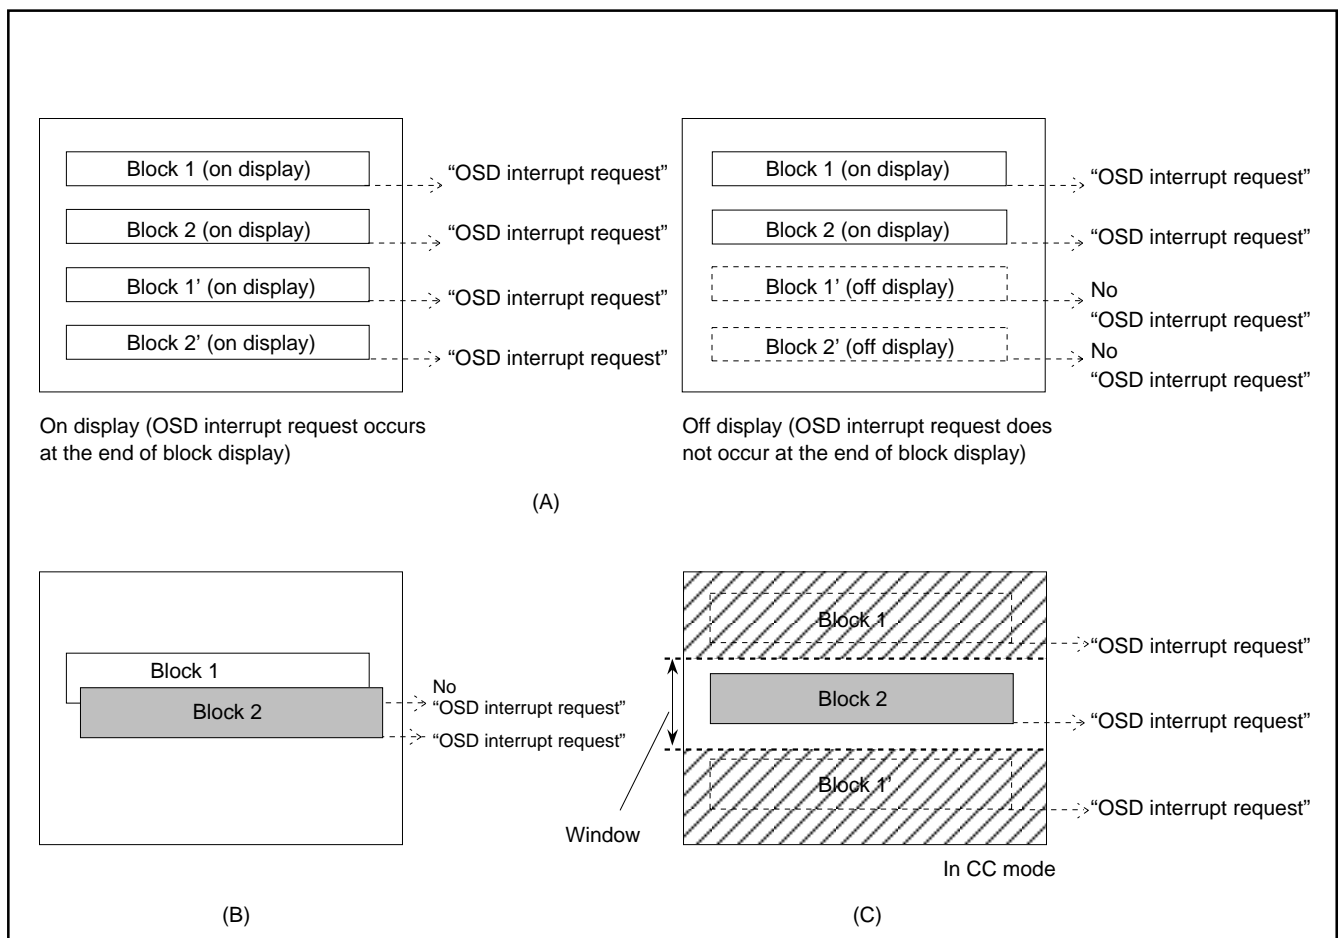 Block 1 (on display)
“OSD interrupt request”
Block 2 (on display)
“OSD interrupt request”
Block 1’ (on display)
“OSD interrupt request”
Block 2’ (on display)
“OSD interrupt request”
On display (OSD interrupt request occurs
at the end of block display)
Block 1 (on display)
“OSD interrupt request”
Block 2 (on display)
“OSD interrupt request”
Block 1’ (off display)
No
“OSD interrupt request”
Block 2’ (off display)
No
“OSD interrupt request”
Off display (OSD interrupt request does
not occur at the end of block display)
(A)
Block 1
Block 2
No
“OSD interrupt request”
“OSD interrupt request”
(B)
Block 1
“OSD interrupt request”
Block 2
“OSD interrupt request”
Block 1’
“OSD interrupt request”
Window
In CC mode
(C)